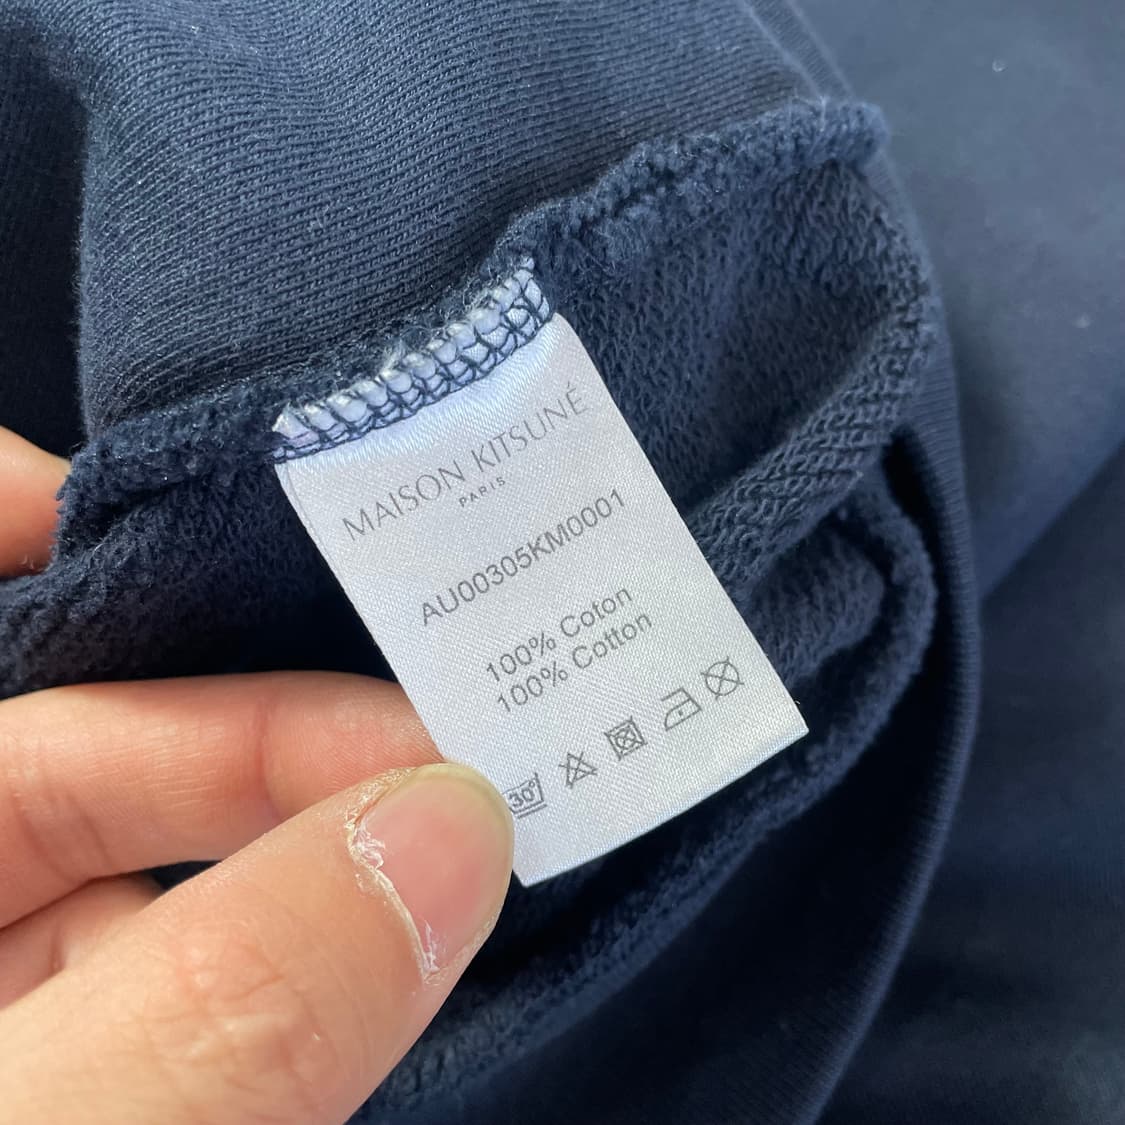 MAISON KITSUNÉ
PARIS
AU00305KM0001
100% Coton
100% Cotton
30°